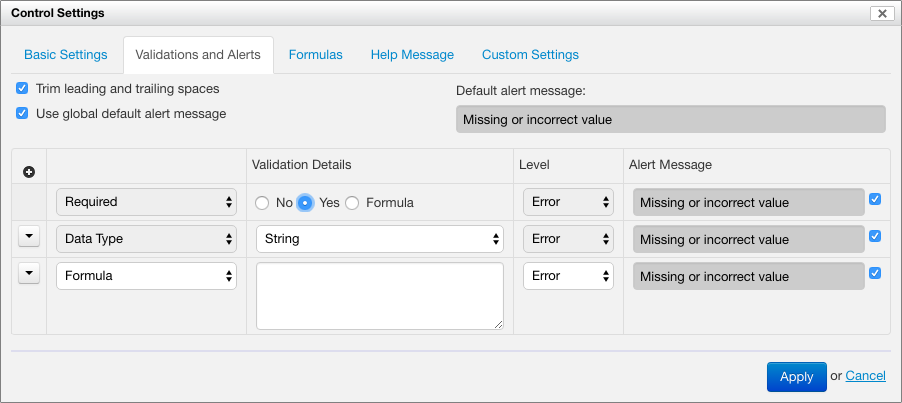 Control Settings
Basic Settings Validations and Alerts Formulas Help Message Custom Settings
Trim leading and trailing spaces
Use global default alert message
Default alert message:
Missing or incorrect value
Validation Details Level Alert Message
Required No Yes Formula Error Missing or incorrect value
Data Type String Error Missing or incorrect value
Formula Error Missing or incorrect value
Apply or Cancel